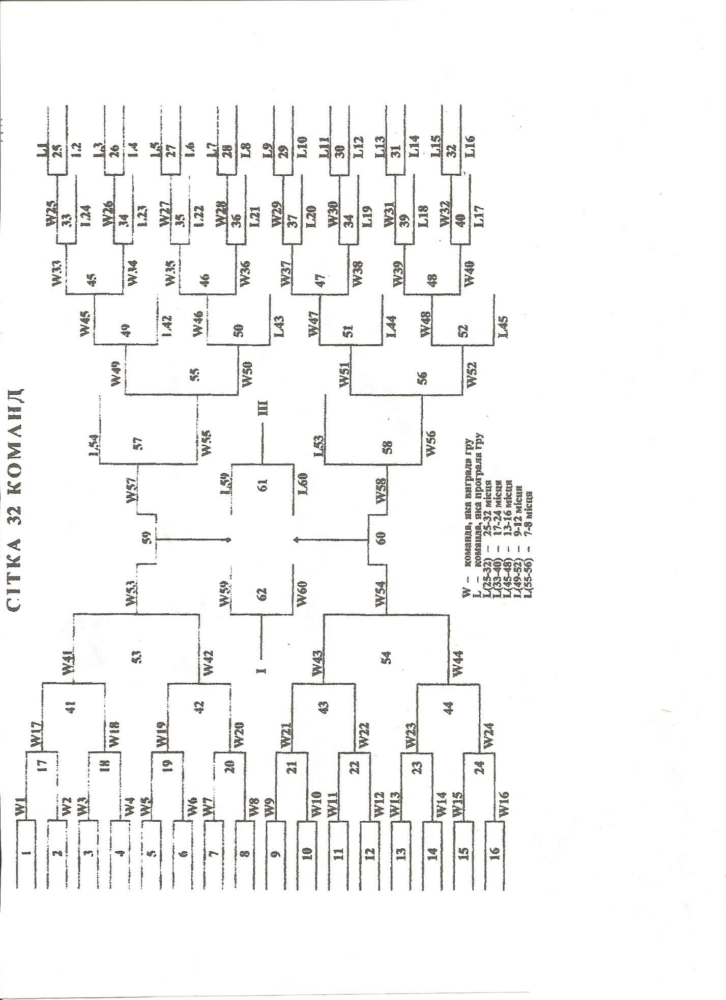 СІТКА 32 КОМАНД
1
2
3
4
5
6
7
8
9
10
11
12
13
14
15
16
W1
W2
W3
W4
W5
W6
W7
W8
W9
W10
W11
W12
W13
W14
W15
W16
17
18
19
20
21
22
23
24
W17
W18
W19
W20
W21
W22
W23
W24
41
42
43
44
W41
W42
W43
W44
53
54
I
W53
W59
62
W60
W54
59
60
W57
L59
61
L60
W58
III
L54
57
W55
L53
58
W56
W49
55
W50
W51
56
W52
W45
49
L42
W46
50
L43
W47
51
L44
W48
52
L45
W33
45
W34
W35
46
W36
W37
47
W38
W39
48
W40
W25
33
L24
W26
34
L23
W27
35
L22
W28
36
L21
W29
37
L20
W30
34
L19
W31
39
L18
W32
40
L17
L1
25
L2
L3
26
L4
L5
27
L6
L7
28
L8
L9
29
L10
L11
30
L12
L13
31
L14
L15
32
L16
W – команда, яка виграла гру
L – команда, яка програла гру
L(25-32) – 25-32 місця
L(33-40) – 17-24 місця
L(45-48) – 13-16 місця
L(49-52) – 9-12 місця
L(55-56) – 7-8 місця